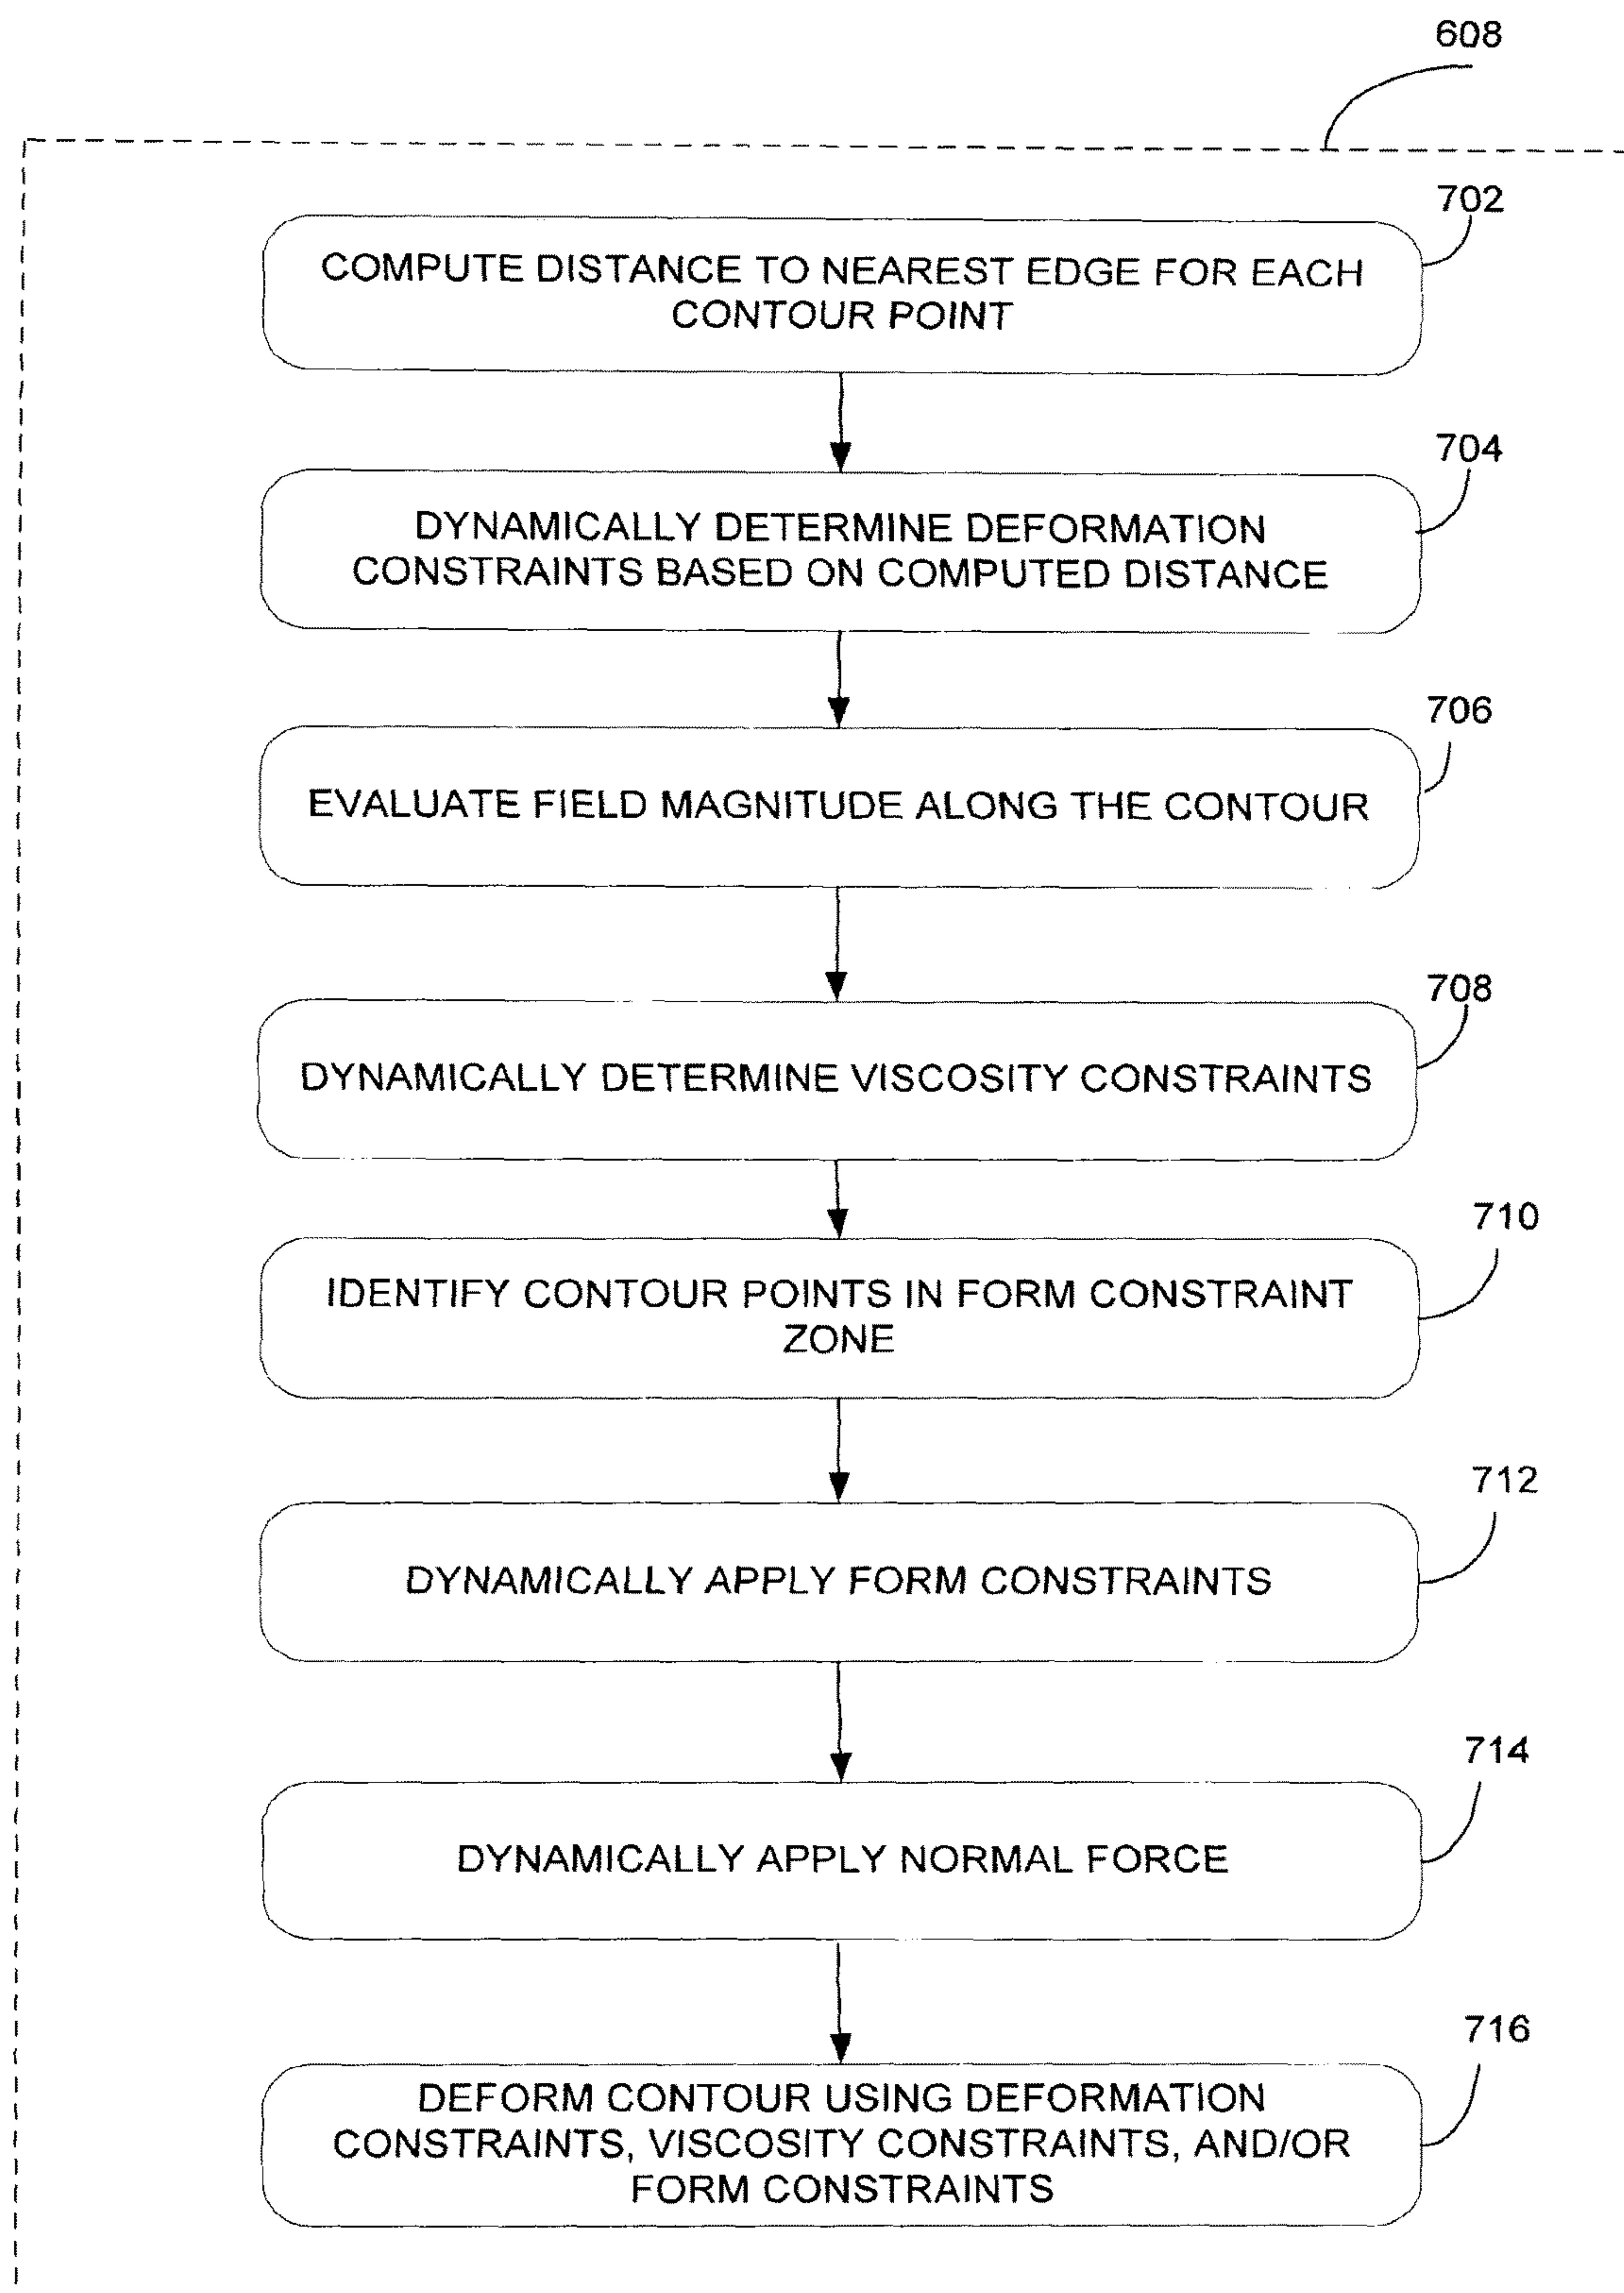 608
702
COMPUTE DISTANCE TO NEAREST EDGE FOR EACH
CONTOUR POINT
704
DYNAMICALLY DETERMINE DEFORMATION
CONSTRAINTS BASED ON COMPUTED DISTANCE
706
EVALUATE FIELD MAGNITUDE ALONG THE CONTOUR
708
DYNAMICALLY DETERMINE VISCOSITY CONSTRAINTS
710
IDENTIFY CONTOUR POINTS IN FORM CONSTRAINT
ZONE
712
DYNAMICALLY APPLY FORM CONSTRAINTS
714
DYNAMICALLY APPLY NORMAL FORCE
716
DEFORM CONTOUR USING DEFORMATION
CONSTRAINTS, VISCOSITY CONSTRAINTS, AND/OR
FORM CONSTRAINTS